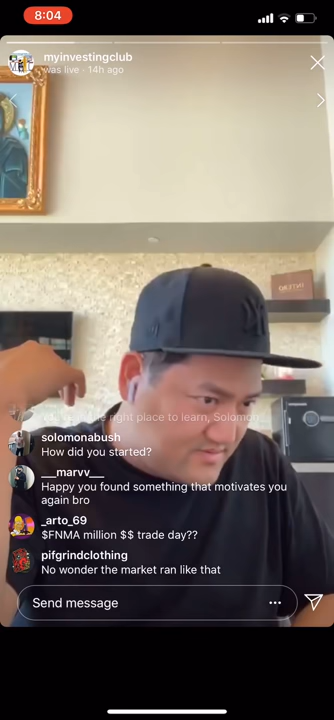 8:04
myinvestingclub
was live · 14h ago
right place to learn, Solomon
solomonabush
How did you started?
___marvv___
Happy you found something that motivates you
again bro
_arto_69
$FNMA million $$ trade day??
pifgrindclothing
No wonder the market ran like that
Send message